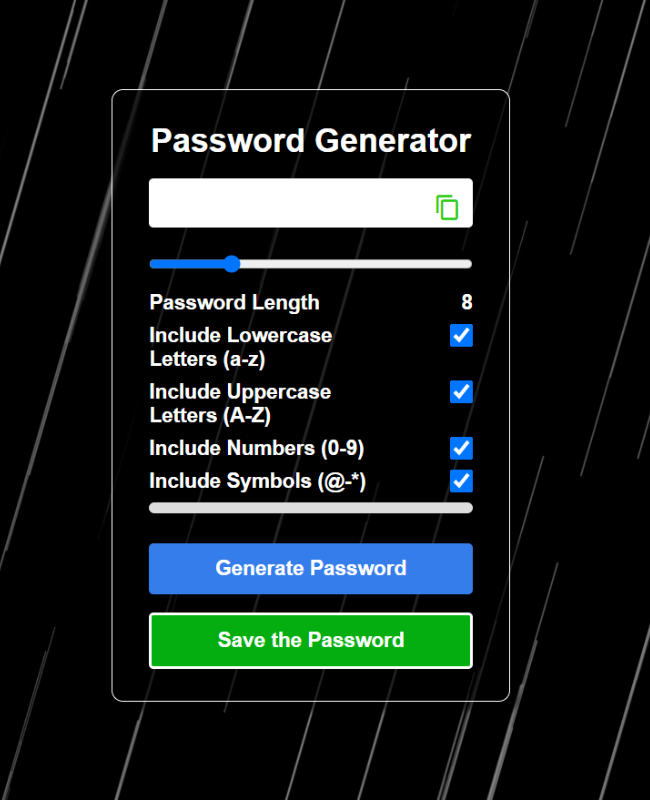 Password Generator
Password Length 8
Include Lowercase
Letters (a-z)
Include Uppercase
Letters (A-Z)
Include Numbers (0-9)
Include Symbols (@-*)
Generate Password
Save the Password